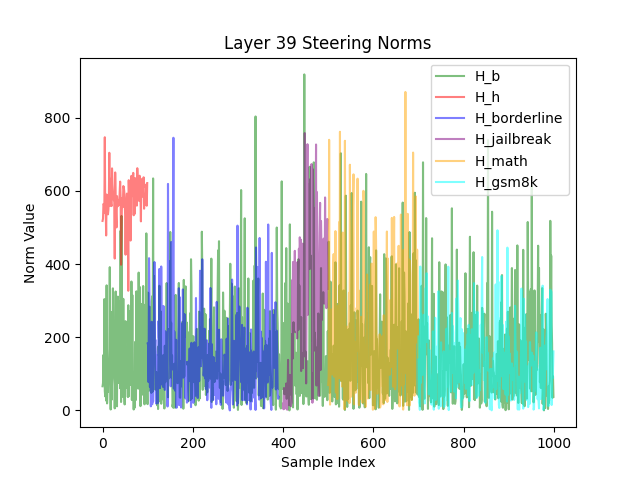 Layer 39 Steering Norms
H_b
H_h
H_borderline
H_jailbreak
H_math
H_gsm8k
Norm Value
800
600
400
200
0
0 200 400 600 800 1000
Sample Index